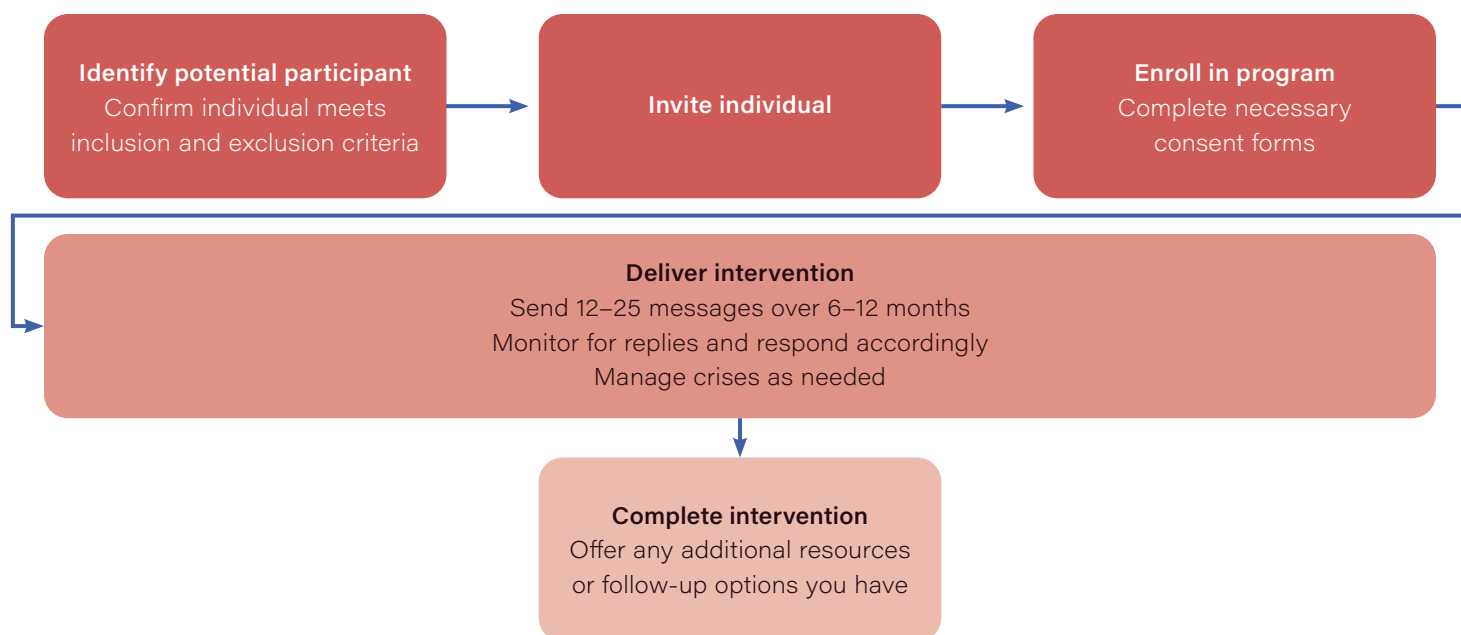 Identify potential participant
Confirm individual meets
inclusion and exclusion criteria
Invite individual
Enroll in program
Complete necessary
consent forms
Deliver intervention
Send 12–25 messages over 6–12 months
Monitor for replies and respond accordingly
Manage crises as needed
Complete intervention
Offer any additional resources
or follow-up options you have